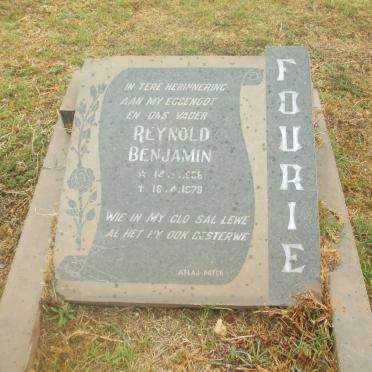 IN TERE HERINNERING
AAN MY EGGENOOT
EN ONS VADER
REYNOLD
BENJAMIN
WIE IN MY GLO SAL LEWE
AL HET HY OOK GESTERWE
FOURIE